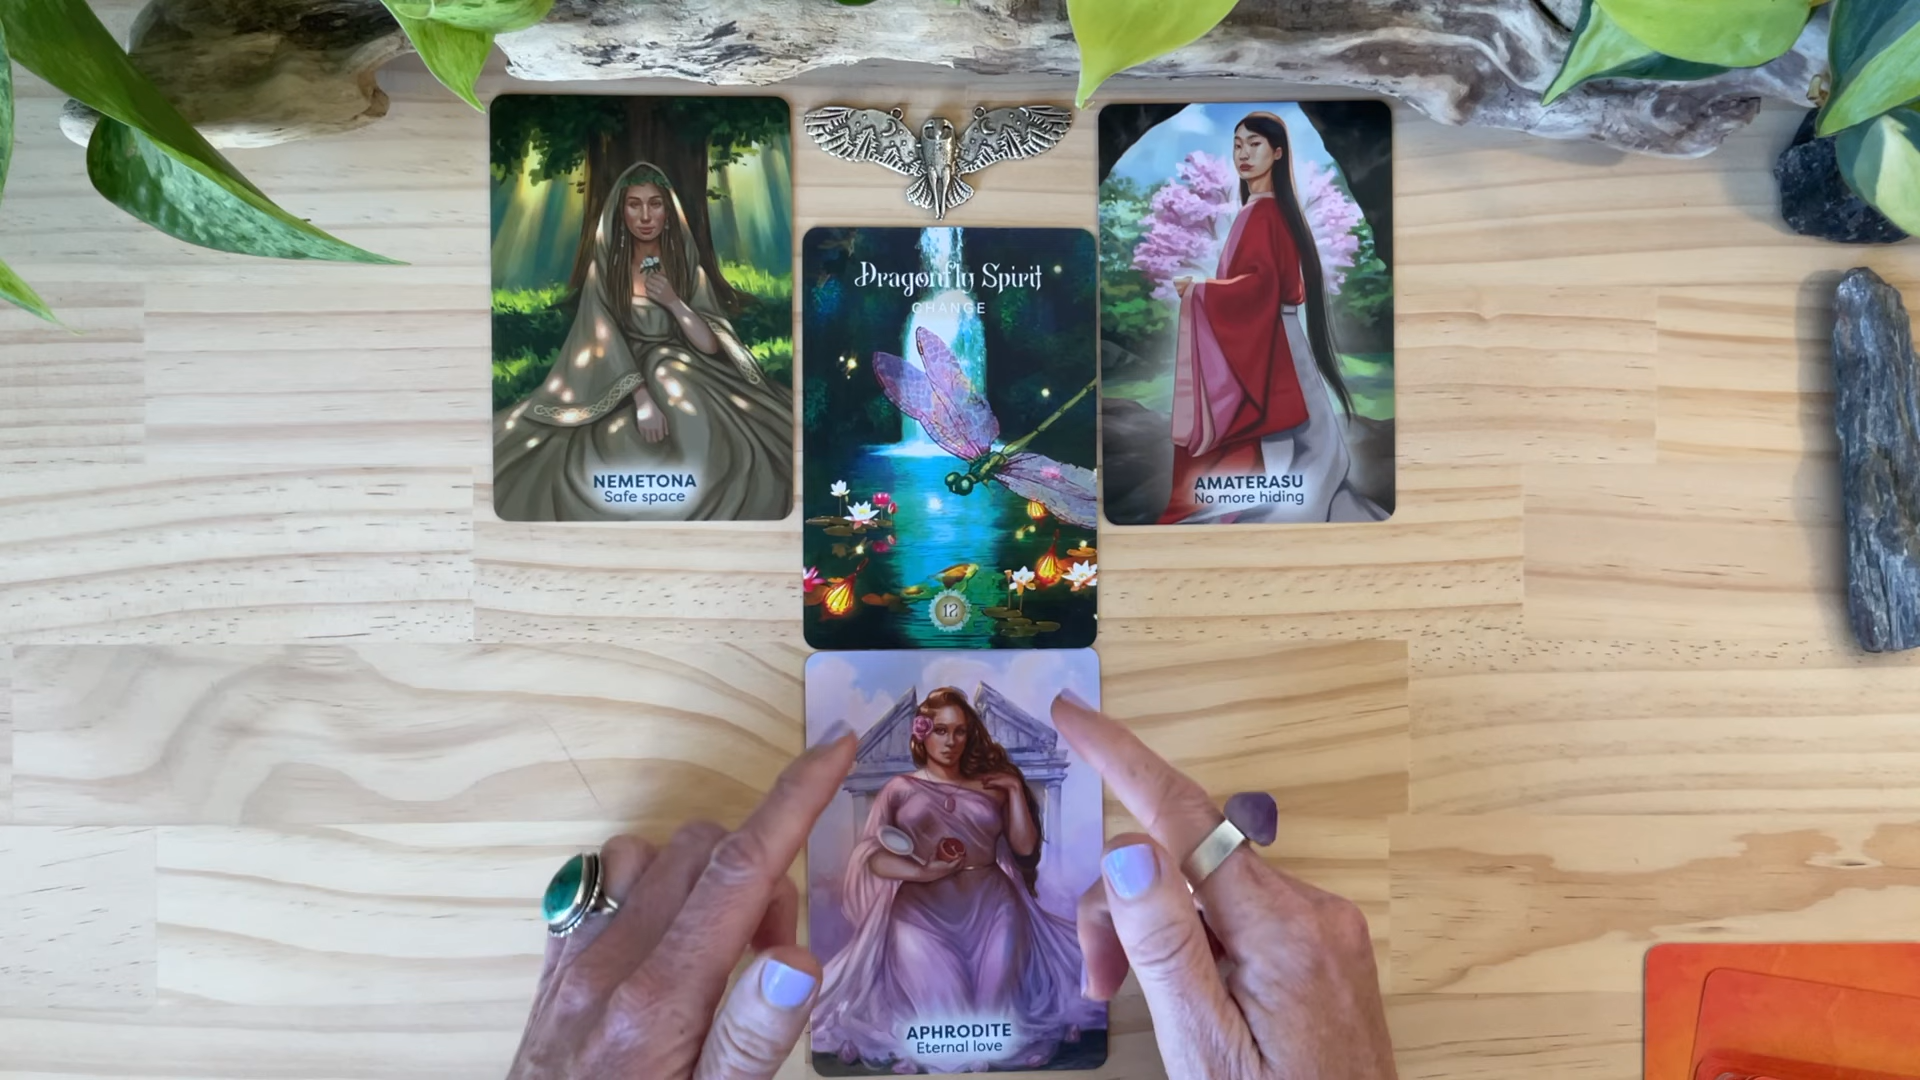 NEMETONA
Safe space
Dragonfly Spirit
CHANGE
12
AMATERASU
No more hiding
APHRODITE
Eternal love